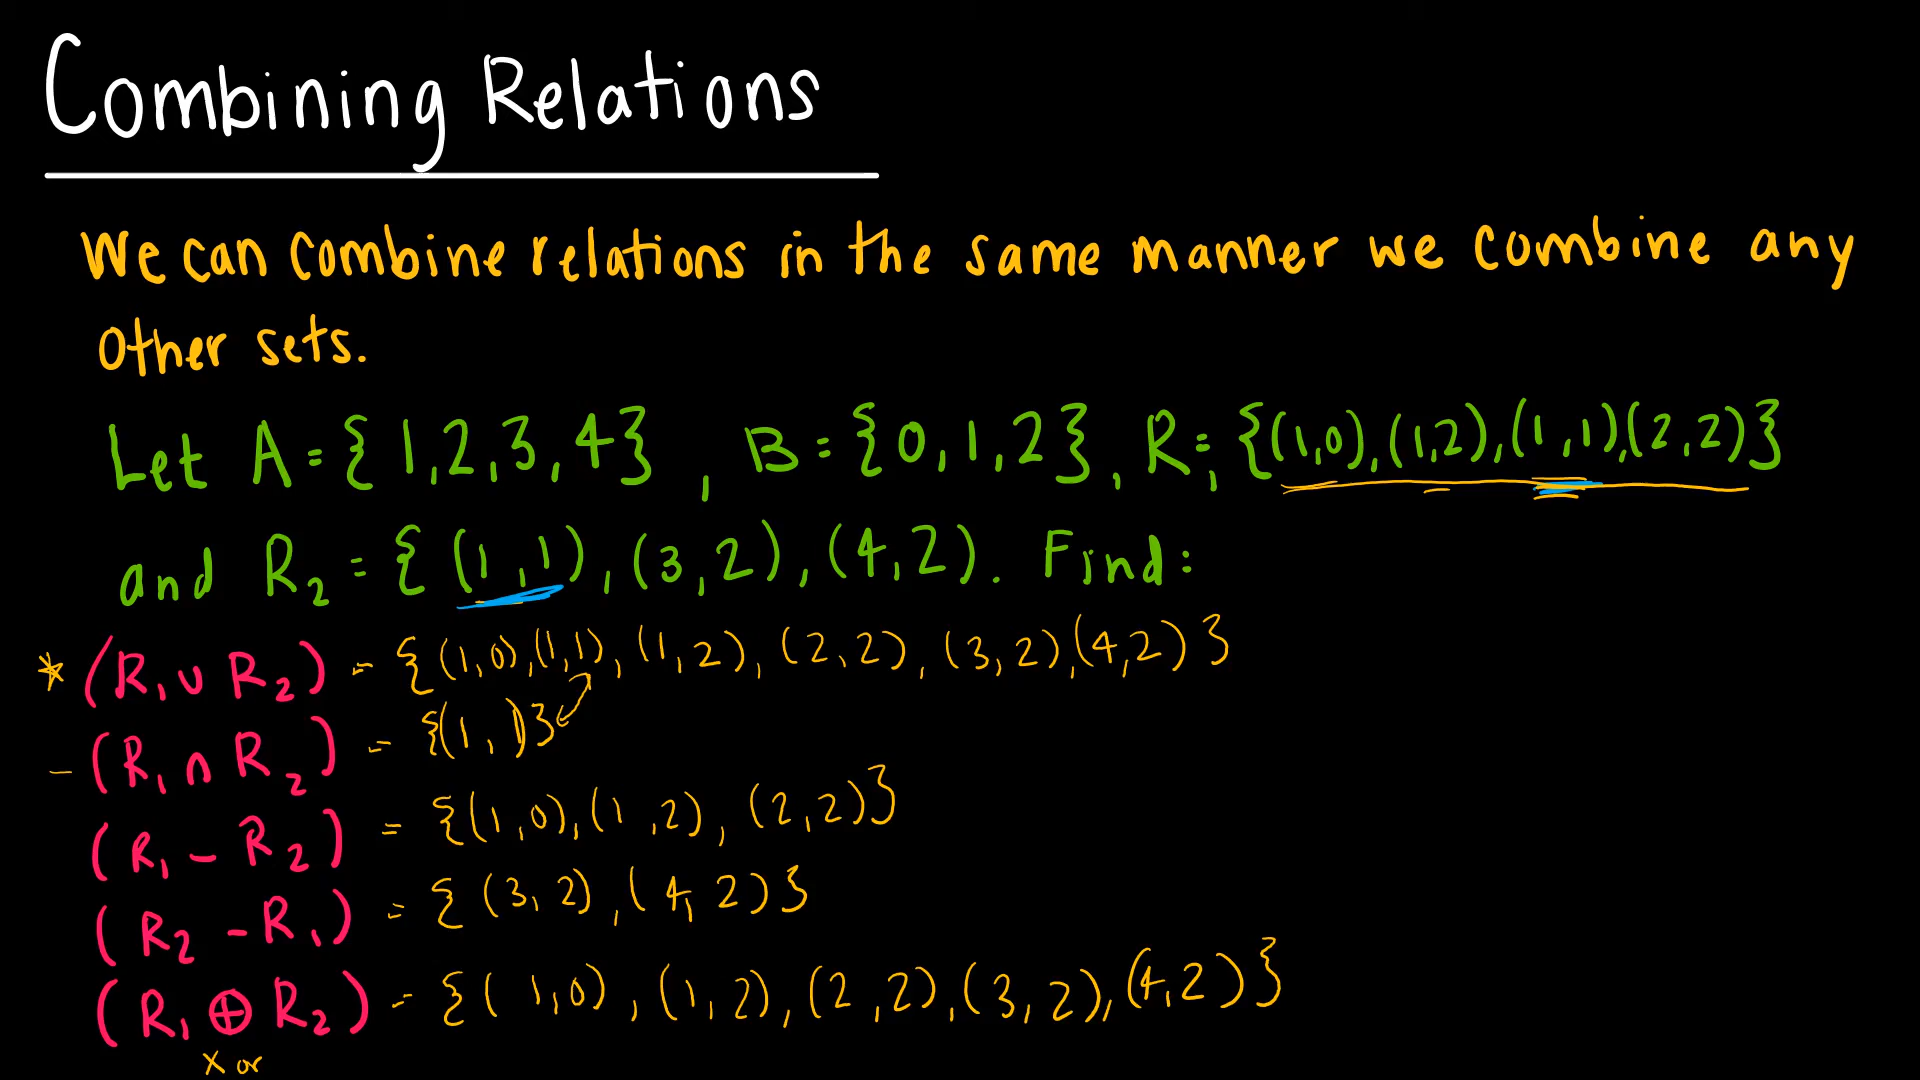 Combining Relations
We can combine relations in the same manner we combine any
other sets.
Let A = {1,2,3,4}, B = {0,1,2}, R₁ = {(1,0),(1,2),(1,1),(2,2)}
and R₂ = {(1,1),(3,2),(4,2). Find:
* (R₁ ∪ R₂) = {(1,0),(1,1),(1,2),(2,2),(3,2),(4,2)}
- (R₁ ∩ R₂) = {(1,1)}
(R₁ - R₂) = {(1,0),(1,2),(2,2)}
(R₂ - R₁) = {(3,2),(4,2)}
(R₁ ⊕ R₂) = {(1,0),(1,2),(2,2),(3,2),(4,2)}
xor